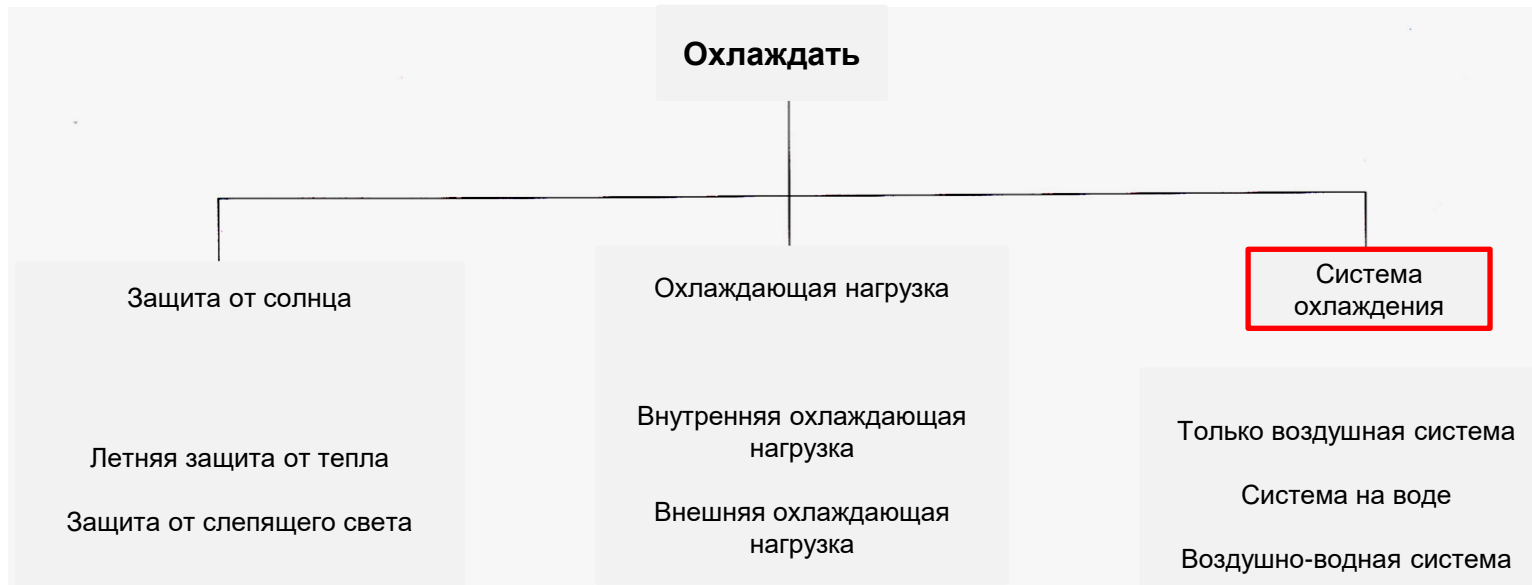 Охлаждать
Защита от солнца
Летняя защита от тепла
Защита от слепящего света
Охлаждающая нагрузка
Внутренняя охлаждающая
нагрузка
Внешняя охлаждающая
нагрузка
Система
охлаждения
Только воздушная система
Система на воде
Воздушно-водная система